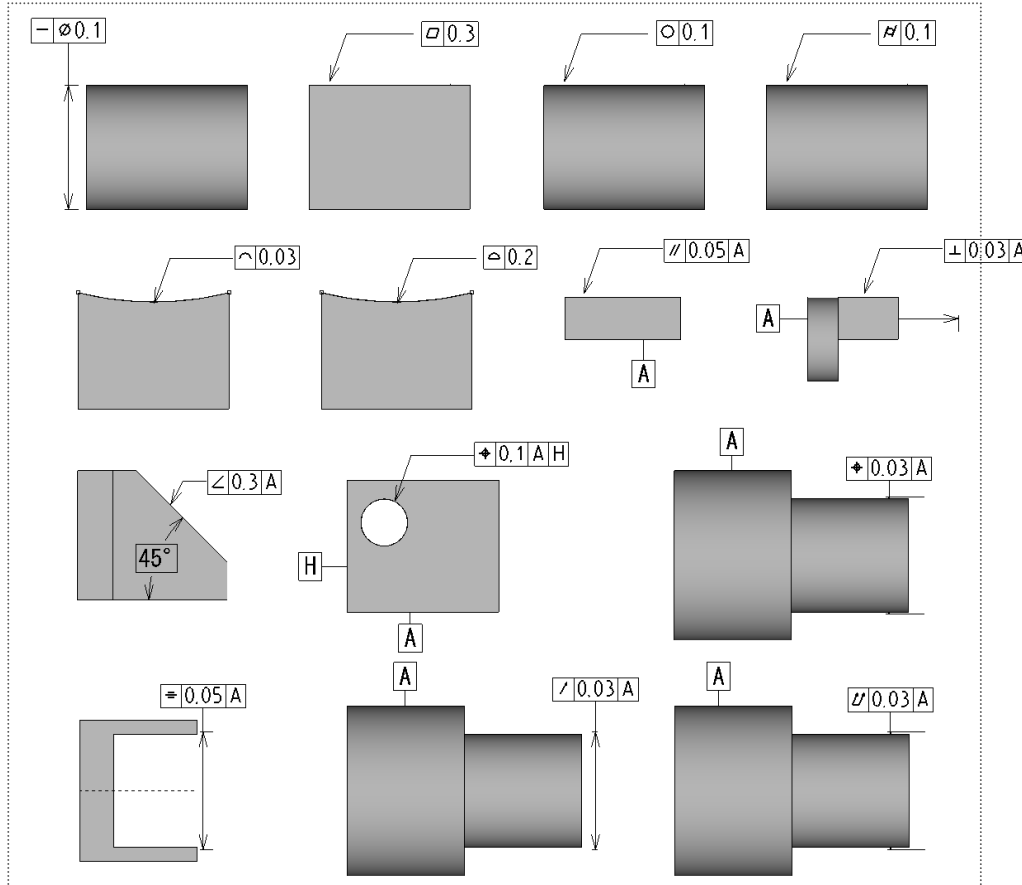 ⏤ ⌀0.1
⏥ 0.3
○ 0.1
⌭ 0.1
⌒ 0.03
⌓ 0.2
⫽ 0.05 A
⟂ 0.03 A
A
A
∠ 0.3 A
45°
⌖ 0.1 A H
H
A
A
⌖ 0.03 A
⌯ 0.05 A
A
↗ 0.03 A
A
⌰ 0.03 A